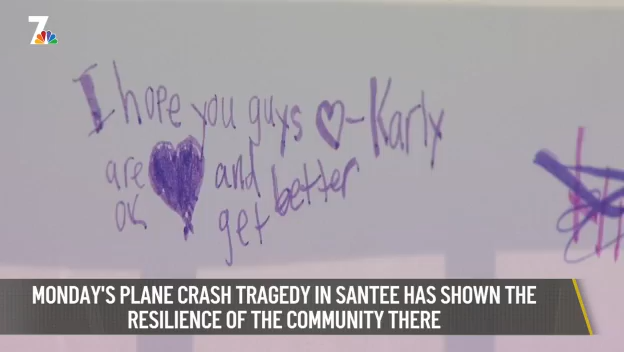 7
I hope you guys -Karly
are and
ok get better
MONDAY'S PLANE CRASH TRAGEDY IN SANTEE HAS SHOWN THE
RESILIENCE OF THE COMMUNITY THERE